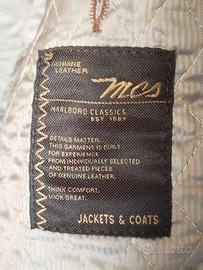 GENUINE
LEATHER
mcs
MARLBORO CLASSICS
EST 1987
DETAILS MATTER.
THIS GARMENT IS BUILT
FOR EXPERIENCE
FROM INDIVIDUALLY SELECTED
AND TREATED PIECES
OF GENUINE LEATHER.
THINK COMFORT.
LOOK GREAT.
JACKETS & COATS
subito